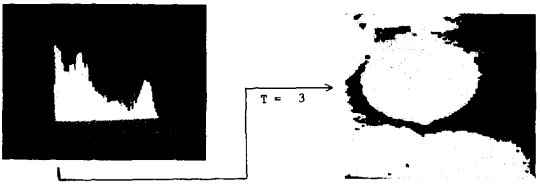 T = 3